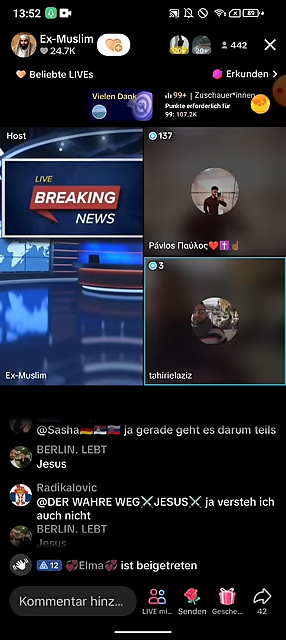 13:52
89
Ex-Muslim
24.7K
442
Beliebte LIVEs
Erkunden >
Vielen Dank
99+ | Zuschauer*innen
Punkte erforderlich für
99: 107.2K
Host
137
LIVE
BREAKING
NEWS
Pávlos Παύλος❤️✝️☝🏽
3
Ex-Muslim
tahirielaziz
@Sasha🇩🇪🇷🇸🇷🇺 ja gerade geht es darum teils
BERLIN. LEBT
Jesus
Radikalovic
@DER WAHRE WEG⚔️JESUS⚔️ ja versteh ich
auch nicht
BERLIN. LEBT
Jesus
12 💞Elma💞 ist beigetreten
Kommentar hinz...
LIVE mi...
Senden
Gesche...
42